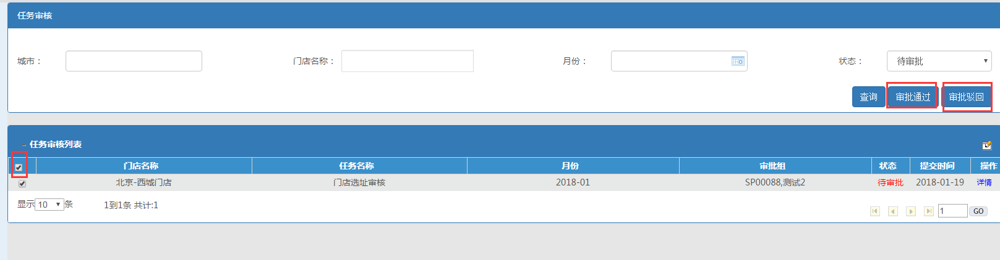 任务审核
城市： 门店名称： 月份： 状态： 待审批
查询 审批通过 审批驳回
任务审核列表
门店名称 任务名称 月份 审批组 状态 提交时间 操作
北京-西城门店 门店选址审核 2018-01 SP00088,测试2 待审批 2018-01-19 详情
显示 10 条 1到1条 共计:1
1 GO